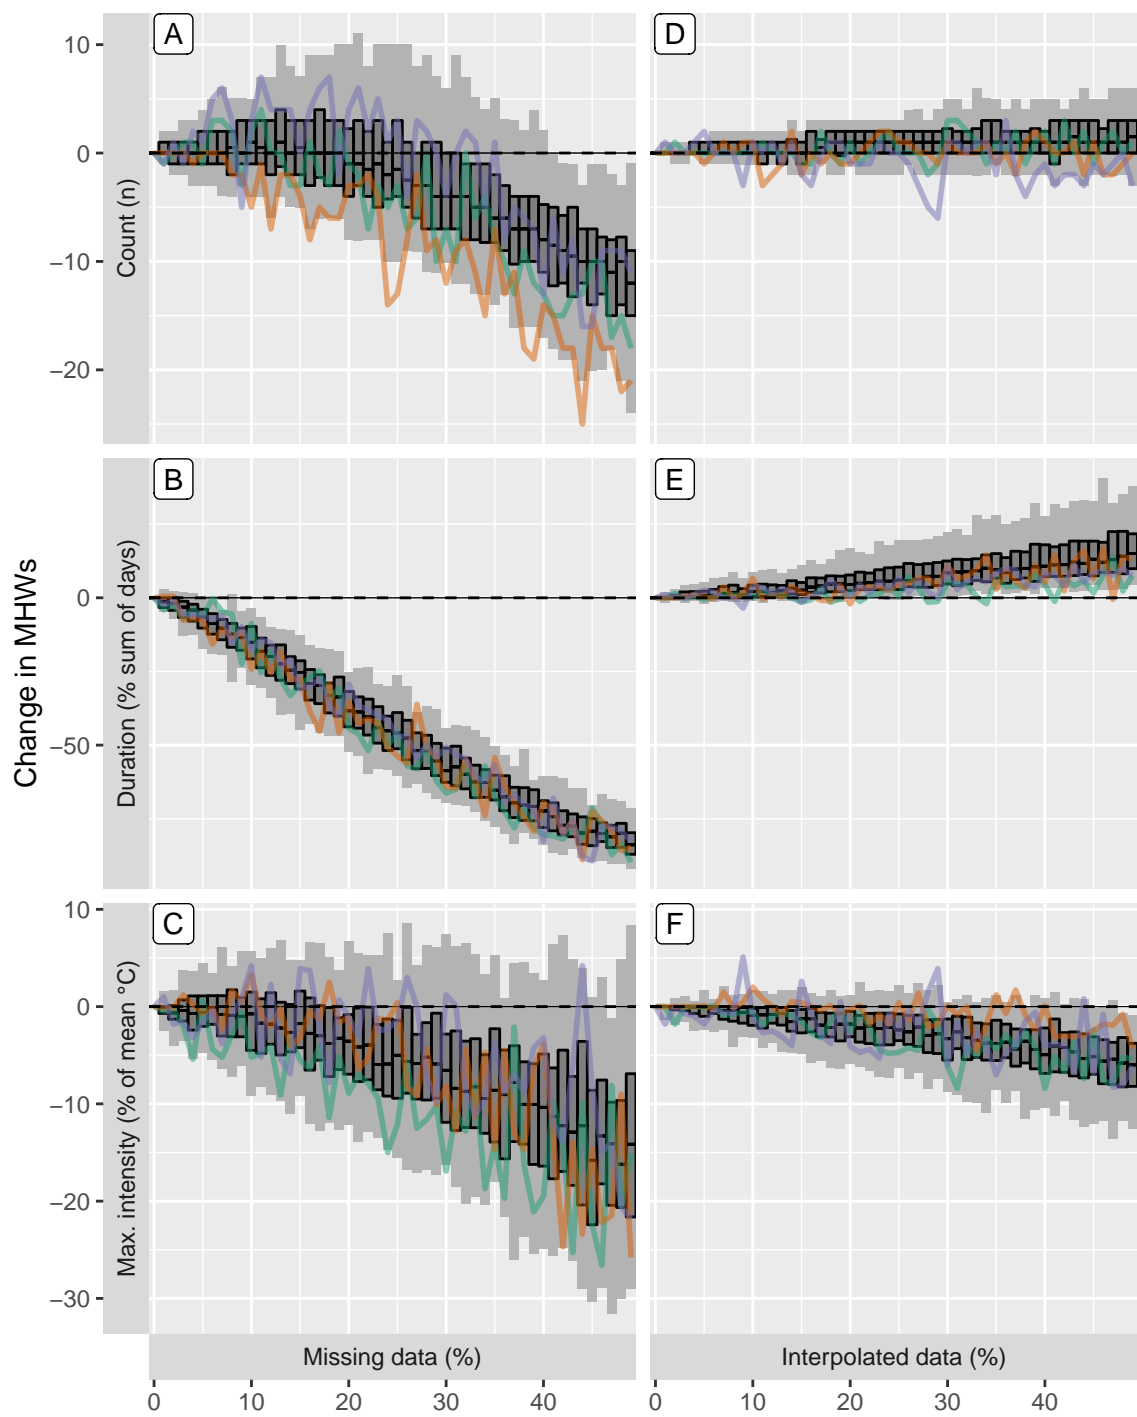 A
D
10
0
−10
−20
Count (n)
B
E
0
−50
Duration (% sum of days)
Change in MHWs
C
F
10
0
−10
−20
−30
Max. intensity (% of mean °C)
Missing data (%)
Interpolated data (%)
0 10 20 30 40
0 10 20 30 40